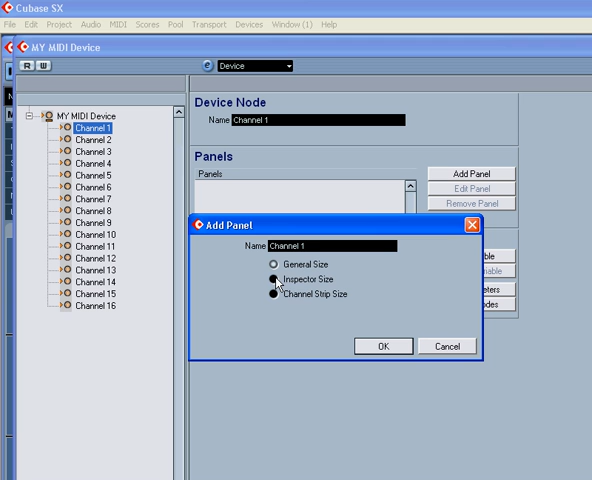 Cubase SX
File Edit Project Audio MIDI Scores Pool Transport Devices Window (1) Help
MY MIDI Device
R W e Device
MY MIDI Device
Channel 1
Channel 2
Channel 3
Channel 4
Channel 5
Channel 6
Channel 7
Channel 8
Channel 9
Channel 10
Channel 11
Channel 12
Channel 13
Channel 14
Channel 15
Channel 16
Device Node
Name Channel 1
Panels
Panels
Add Panel
Edit Panel
Remove Panel
Add Panel
Name Channel 1
General Size
Inspector Size
Channel Strip Size
OK Cancel